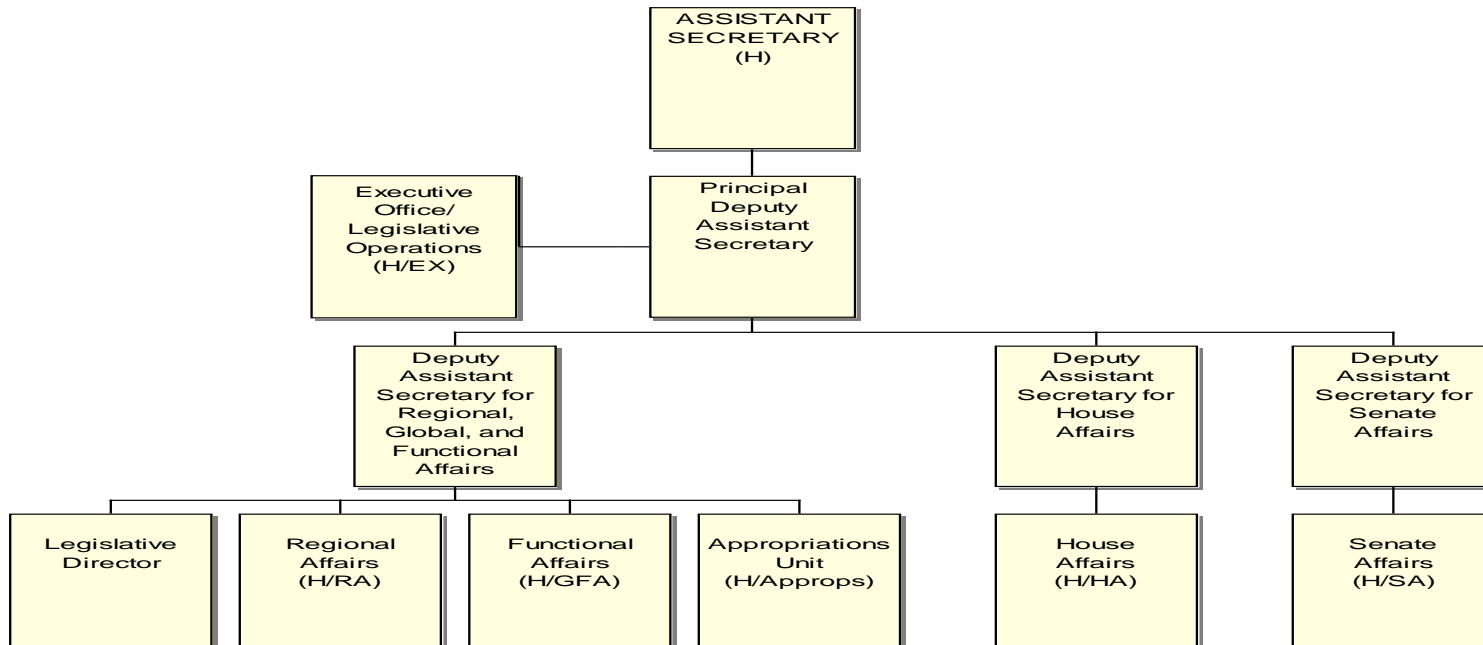 ASSISTANT
SECRETARY
(H)
Executive
Office/
Legislative
Operations
(H/EX)
Principal
Deputy
Assistant
Secretary
Deputy
Assistant
Secretary for
Regional,
Global, and
Functional
Affairs
Deputy
Assistant
Secretary for
House
Affairs
Deputy
Assistant
Secretary for
Senate
Affairs
Legislative
Director
Regional
Affairs
(H/RA)
Functional
Affairs
(H/GFA)
Appropriations
Unit
(H/Approps)
House
Affairs
(H/HA)
Senate
Affairs
(H/SA)